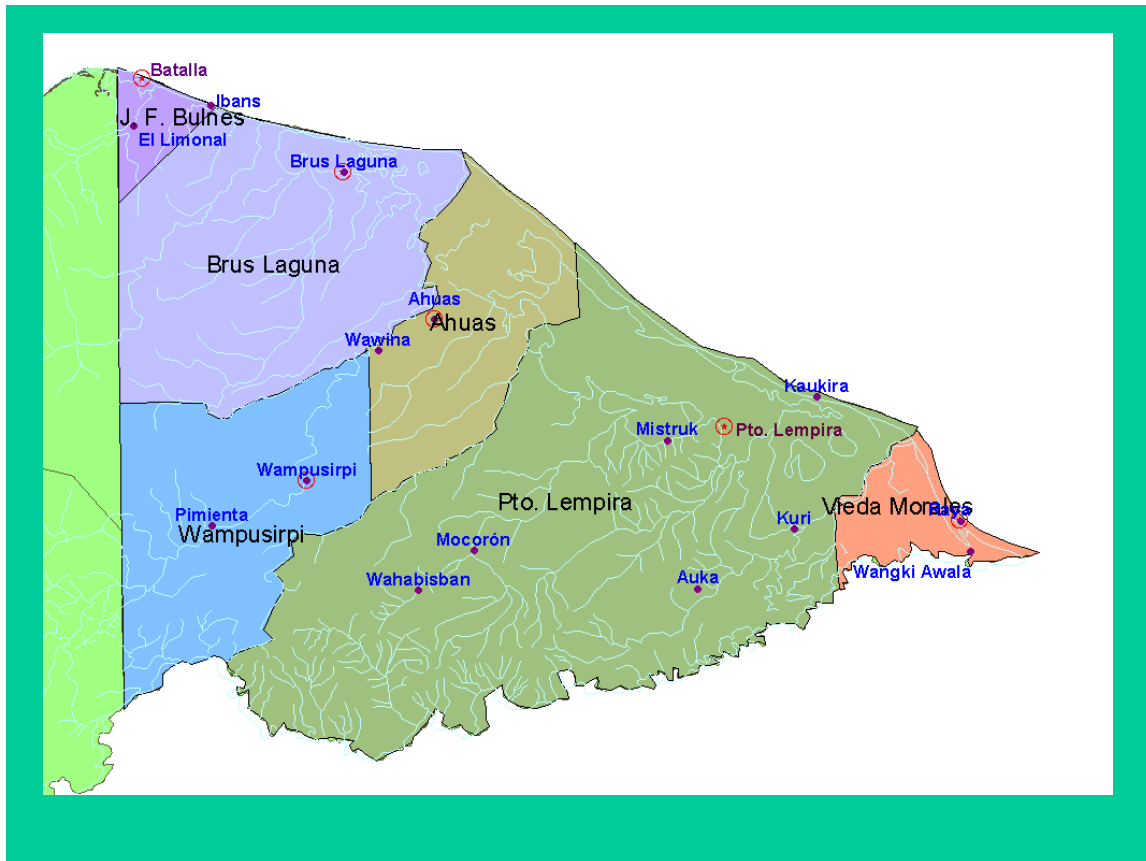 Batalla
Ibans
J. F. Bulnes
El Limonal
Brus Laguna
Brus Laguna
Ahuas
Ahuas
Wawina
Kaukira
Mistruk
Pto. Lempira
Wampusirpi
Pto. Lempira
Vieda Morales
Raya
Pimienta
Wampusirpi
Kuri
Mocorón
Wangki Awala
Wahabisban
Auka